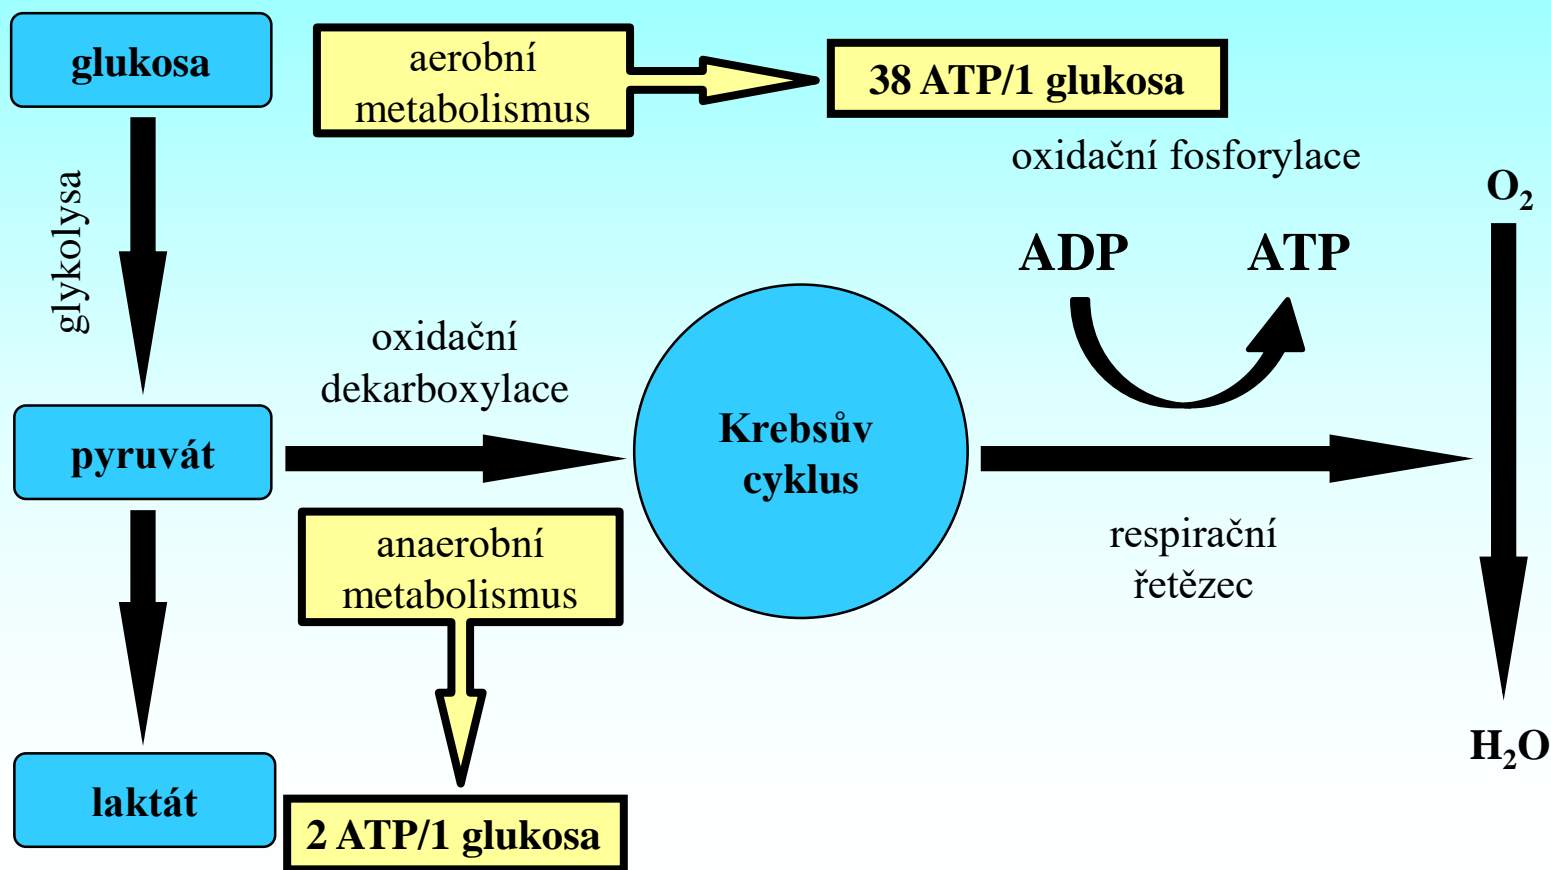 glukosa
aerobní
metabolismus
38 ATP/1 glukosa
oxidační fosforylace
O₂
glykolysa
ADP
ATP
oxidační
dekarboxylace
Krebsův
cyklus
pyruvát
anaerobní
metabolismus
respirační
řetězec
H₂O
laktát
2 ATP/1 glukosa